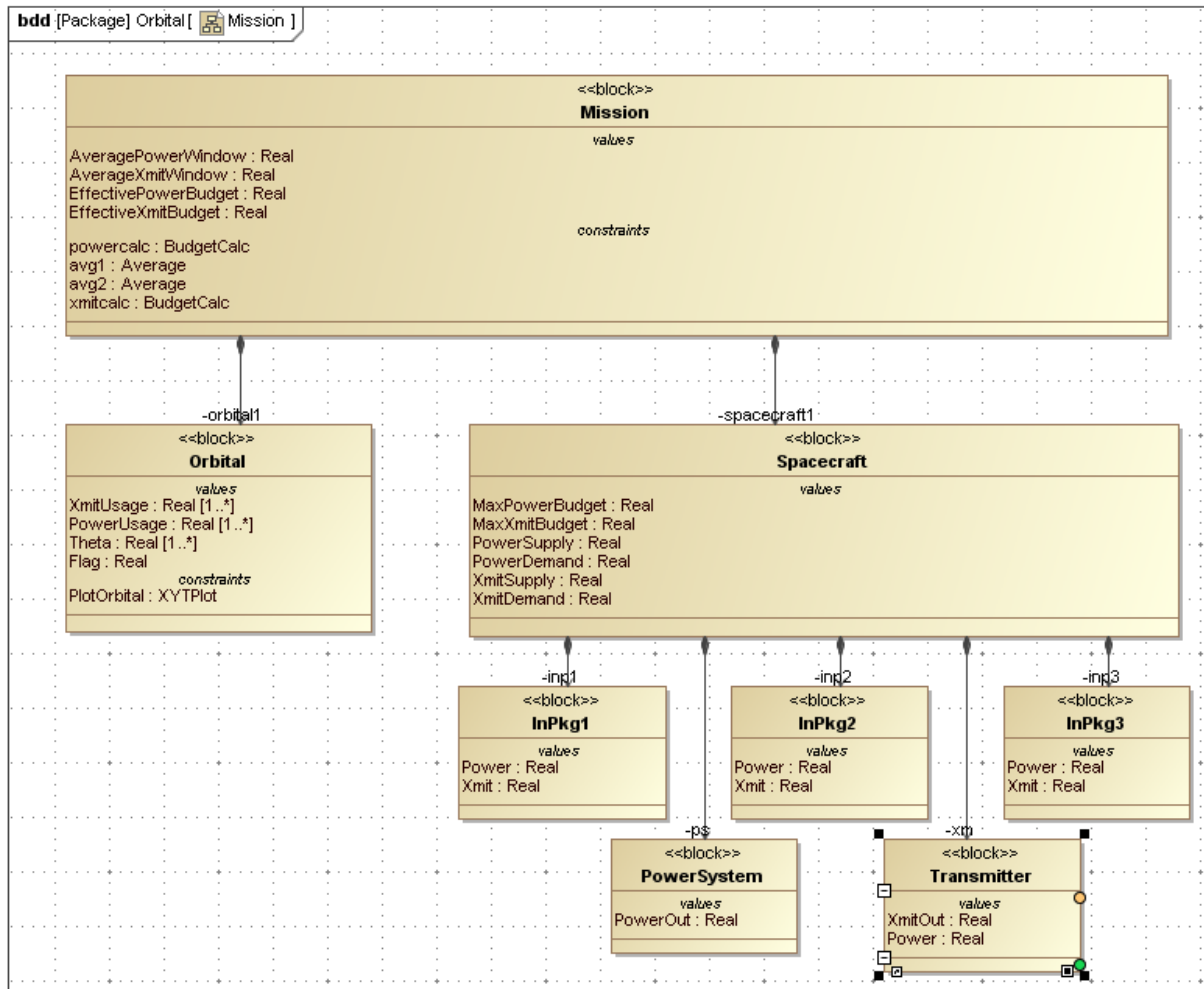 bdd [Package] Orbital [ Mission ]
<<block>>
Mission
values
AveragePowerWindow : Real
AverageXmitWindow : Real
EffectivePowerBudget : Real
EffectiveXmitBudget : Real
constraints
powercalc : BudgetCalc
avg1 : Average
avg2 : Average
xmitcalc : BudgetCalc
-orbital1
<<block>>
Orbital
values
XmitUsage : Real [1..*]
PowerUsage : Real [1..*]
Theta : Real [1..*]
Flag : Real
constraints
PlotOrbital : XYTPlot
-spacecraft1
<<block>>
Spacecraft
values
MaxPowerBudget : Real
MaxXmitBudget : Real
PowerSupply : Real
PowerDemand : Real
XmitSupply : Real
XmitDemand : Real
-inp1
<<block>>
InPkg1
values
Power : Real
Xmit : Real
-inp2
<<block>>
InPkg2
values
Power : Real
Xmit : Real
-inp3
<<block>>
InPkg3
values
Power : Real
Xmit : Real
-ps
<<block>>
PowerSystem
values
PowerOut : Real
-xm
<<block>>
Transmitter
values
XmitOut : Real
Power : Real